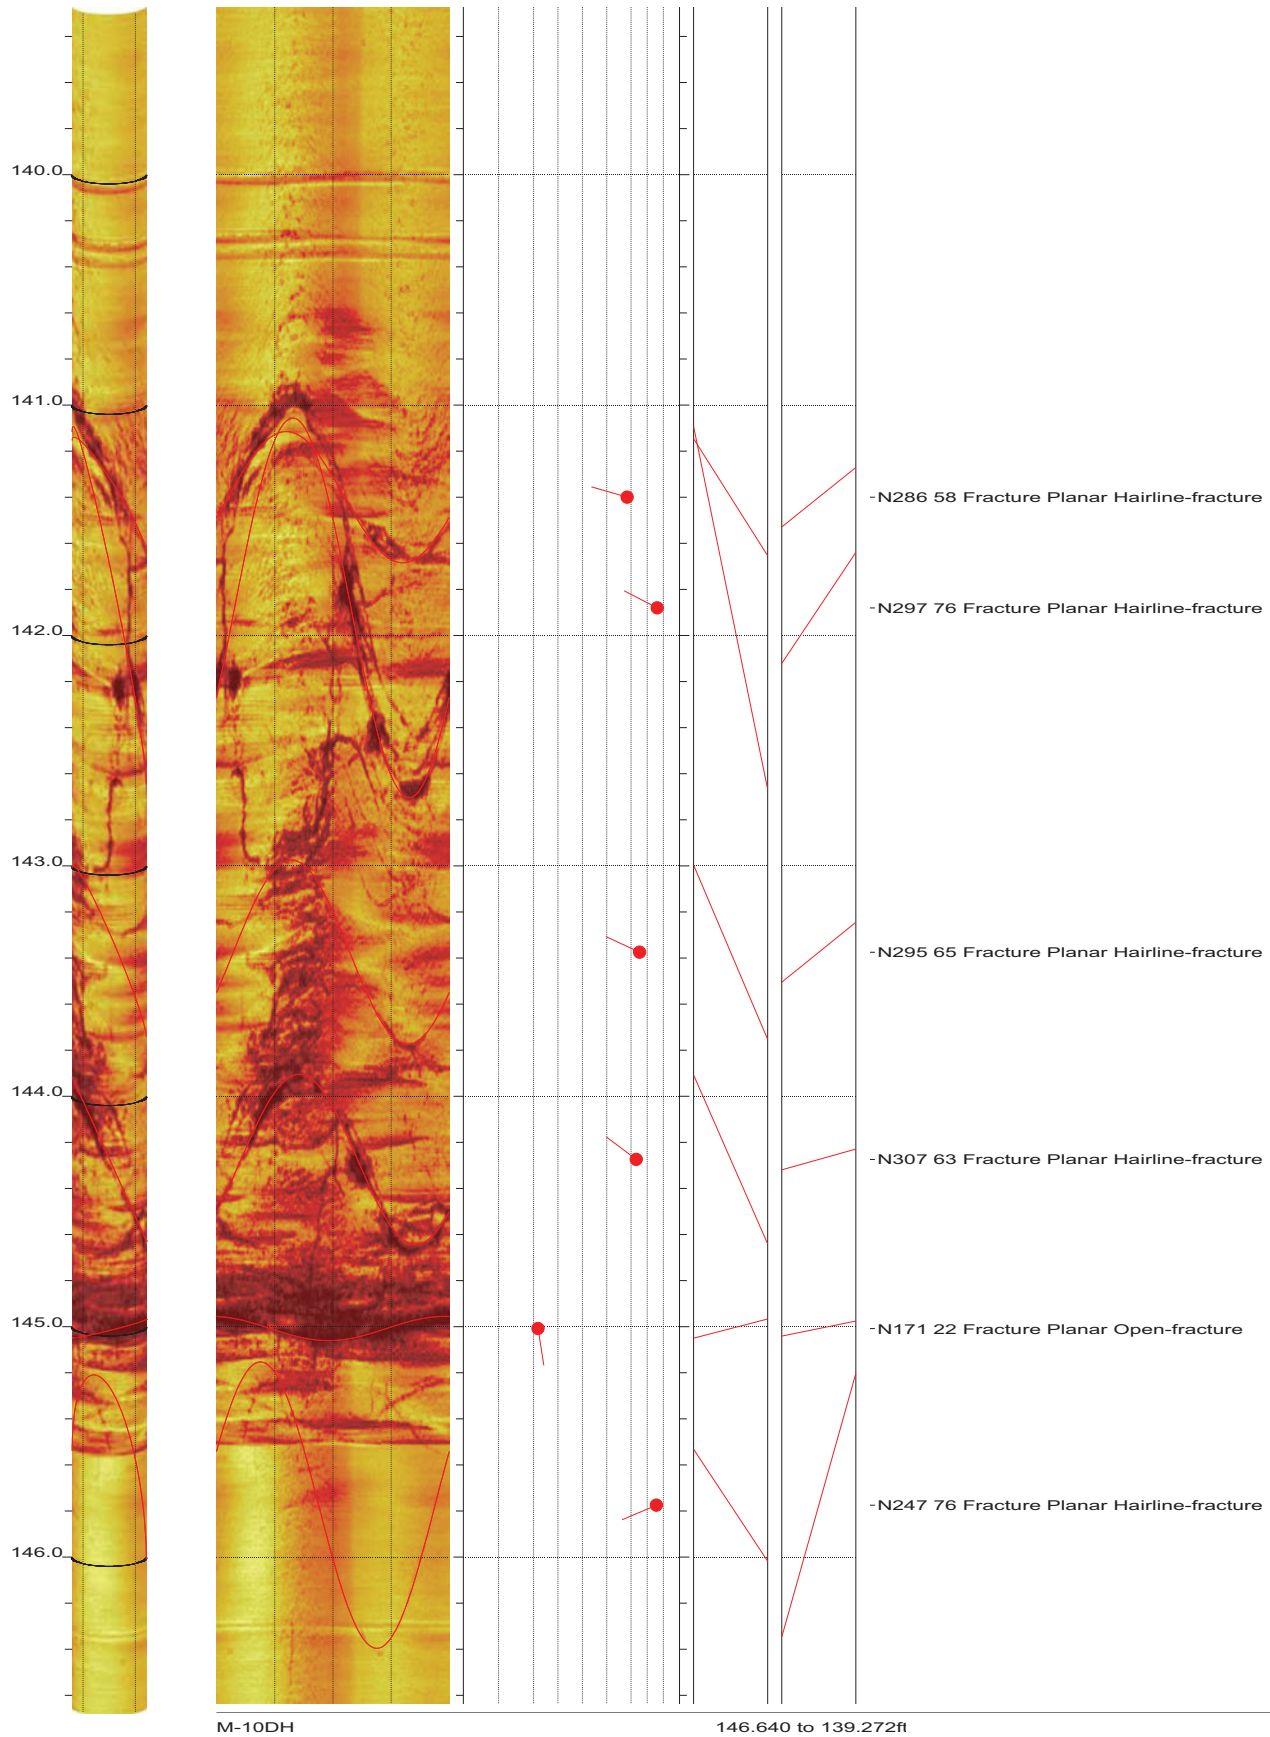 140.0
141.0
-N286 58 Fracture Planar Hairline-fracture
-N297 76 Fracture Planar Hairline-fracture
142.0
143.0
-N295 65 Fracture Planar Hairline-fracture
144.0
-N307 63 Fracture Planar Hairline-fracture
145.0
-N171 22 Fracture Planar Open-fracture
-N247 76 Fracture Planar Hairline-fracture
146.0
M-10DH
146.640 to 139.272ft